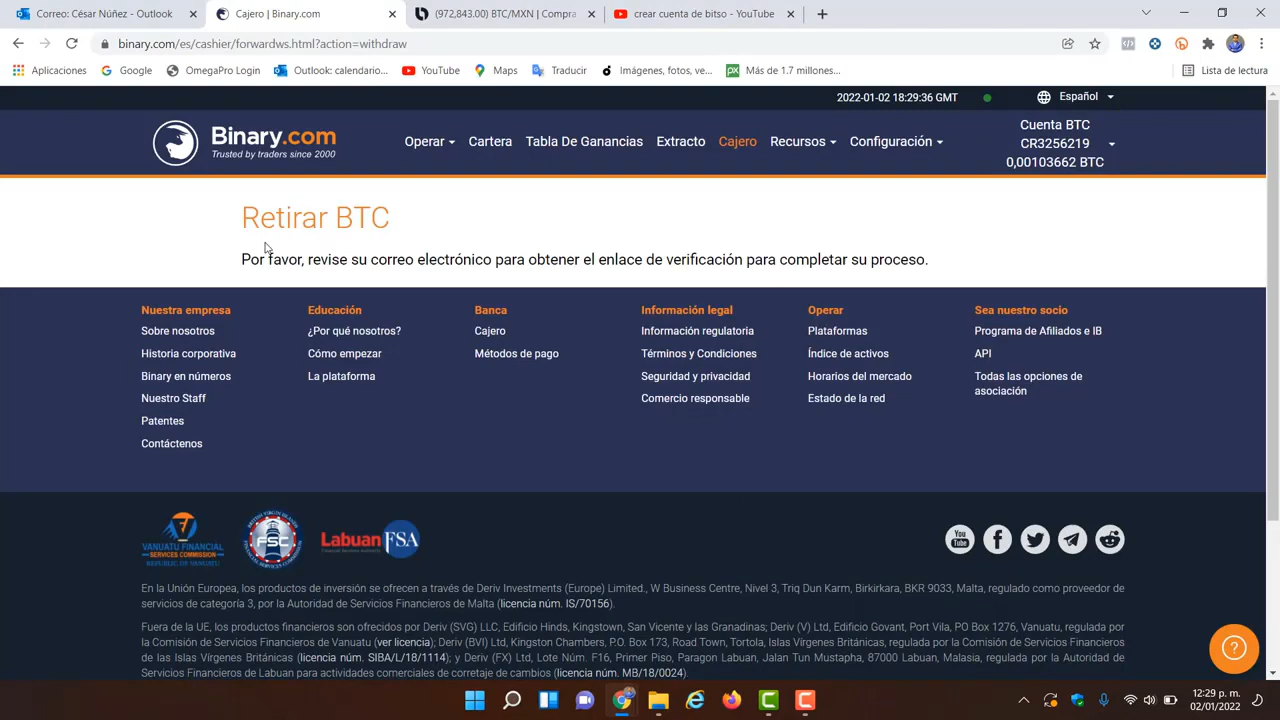 Correo: César Núñez - Outlook
Cajero | Binary.com
(972,843.00) BTC/MXN | Compra
crear cuenta de bitso - YouTube
binary.com/es/cashier/forwardws.html?action=withdraw
Aplicaciones
Google
OmegaPro Login
Outlook: calendario...
YouTube
Maps
Traducir
Imágenes, fotos, ve...
Más de 1.7 millones...
Lista de lectura
2022-01-02 18:29:36 GMT
Español
Binary.com
Trusted by traders since 2000
Operar
Cartera
Tabla De Ganancias
Extracto
Cajero
Recursos
Configuración
Cuenta BTC
CR3256219
0,00103662 BTC
Retirar BTC
Por favor, revise su correo electrónico para obtener el enlace de verificación para completar su proceso.
Nuestra empresa
Sobre nosotros
Historia corporativa
Binary en números
Nuestro Staff
Patentes
Contáctenos
Educación
¿Por qué nosotros?
Cómo empezar
La plataforma
Banca
Cajero
Métodos de pago
Información legal
Información regulatoria
Términos y Condiciones
Seguridad y privacidad
Comercio responsable
Operar
Plataformas
Índice de activos
Horarios del mercado
Estado de la red
Sea nuestro socio
Programa de Afiliados e IB
API
Todas las opciones de
asociación
VANUATU FINANCIAL
SERVICES COMMISSION
REPUBLIC OF VANUATU
FSC
Labuan FSA
You
Tube
En la Unión Europea, los productos de inversión se ofrecen a través de Deriv Investments (Europe) Limited., W Business Centre, Nivel 3, Triq Dun Karm, Birkirkara, BKR 9033, Malta, regulado como proveedor de
servicios de categoría 3, por la Autoridad de Servicios Financieros de Malta (licencia núm. IS/70156).
Fuera de la UE, los productos financieros son ofrecidos por Deriv (SVG) LLC, Edificio Hinds, Kingstown, San Vicente y las Granadinas; Deriv (V) Ltd, Edificio Govant, Port Vila, PO Box 1276, Vanuatu, regulada por
la Comisión de Servicios Financieros de Vanuatu (ver licencia); Deriv (BVI) Ltd, Kingston Chambers, P.O. Box 173, Road Town, Tortola, Islas Vírgenes Británicas, regulada por la Comisión de Servicios Financieros
de las Islas Vírgenes Británicas (licencia núm. SIBA/L/18/1114); y Deriv (FX) Ltd, Lote Núm. F16, Primer Piso, Paragon Labuan, Jalan Tun Mustapha, 87000 Labuan, Malasia, regulada por la Autoridad de
Servicios Financieros de Labuan para actividades comerciales de corretaje de cambios (licencia núm. MB/18/0024).
12:29 p. m.
02/01/2022